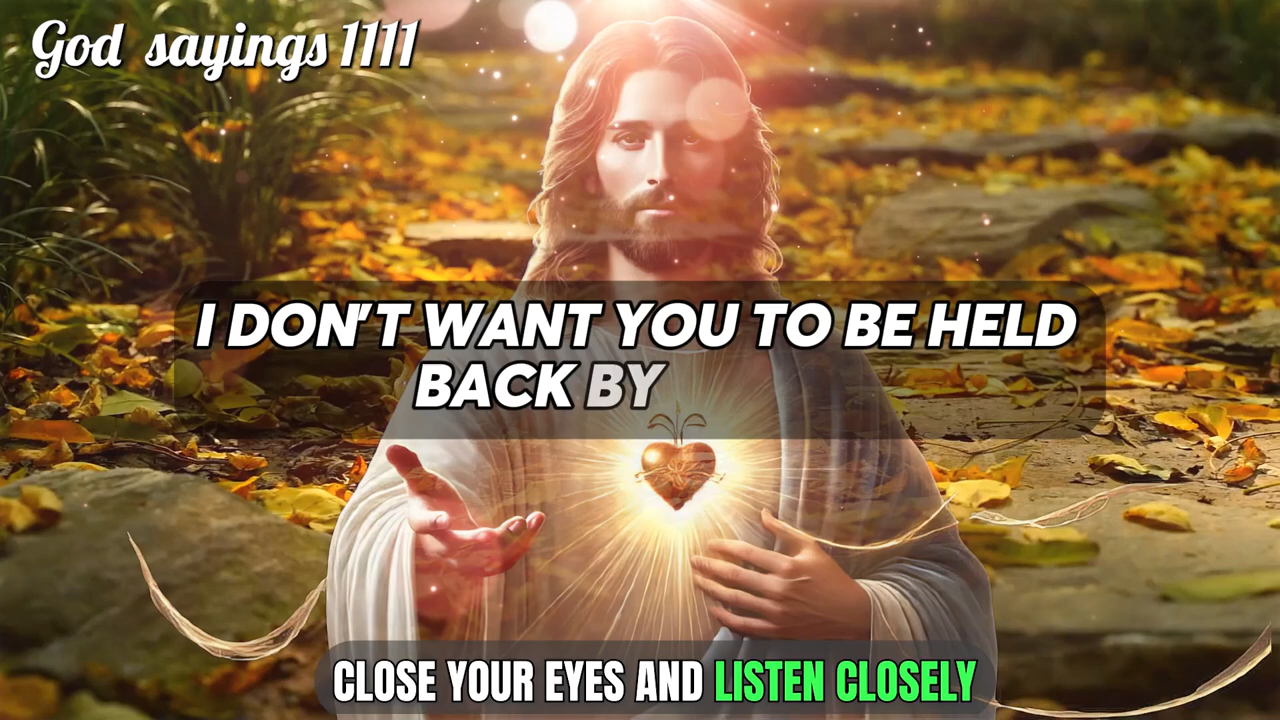 God sayings 1111
I DON'T WANT YOU TO BE HELD
BACK BY
CLOSE YOUR EYES AND LISTEN CLOSELY